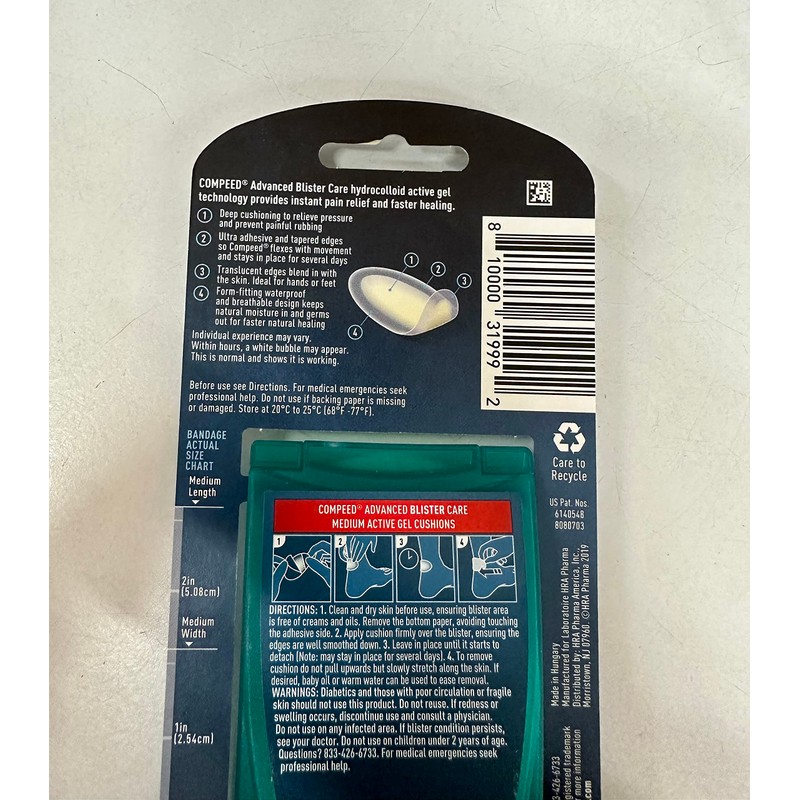 COMPEED® Advanced Blister Care hydrocolloid active gel
technology provides instant pain relief and faster healing.
1 Deep cushioning to relieve pressure
and prevent painful rubbing
2 Ultra adhesive and tapered edges
so Compeed® flexes with movement
and stays in place for several days
3 Translucent edges blend in with
the skin. Ideal for hands or feet
4 Form-fitting waterproof
and breathable design keeps
natural moisture in and germs
out for faster natural healing
1
2
3
4
Individual experience may vary.
Within hours, a white bubble may appear.
This is normal and shows it is working.
Before use see Directions. For medical emergencies seek
professional help. Do not use if backing paper is missing
or damaged. Store at 20°C to 25°C (68°F -77°F).
8 10000 31999 2
Care to
Recycle
US Pat. Nos.
6140548
8080703
BANDAGE
ACTUAL
SIZE
CHART
Medium
Length
2in
(5.08cm)
Medium
Width
1in
(2.54cm)
COMPEED® ADVANCED BLISTER CARE
MEDIUM ACTIVE GEL CUSHIONS
1
2
3
4
DIRECTIONS: 1. Clean and dry skin before use, ensuring blister area
is free of creams and oils. Remove the bottom paper, avoiding touching
the adhesive side. 2. Apply cushion firmly over the blister, ensuring the
edges are well smoothed down. 3. Leave in place until it starts to
detach (Note: may stay in place for several days). 4. To remove
cushion do not pull upwards but slowly stretch along the skin. If
desired, baby oil or warm water can be used to ease removal.
WARNINGS: Diabetics and those with poor circulation or fragile
skin should not use this product. Do not reuse. If redness or
swelling occurs, discontinue use and consult a physician.
Do not use on any infected area. If blister condition persists,
see your doctor. Do not use on children under 2 years of age.
Questions? 833-426-6733. For medical emergencies seek
professional help.
Made in Hungary
Manufactured for Laboratoire HRA Pharma
Distributed by: HRA Pharma America, Inc.,
Morristown, NJ 07960. ©HRA Pharma 2019
3-426-6733
gistered trademark
more information
.com